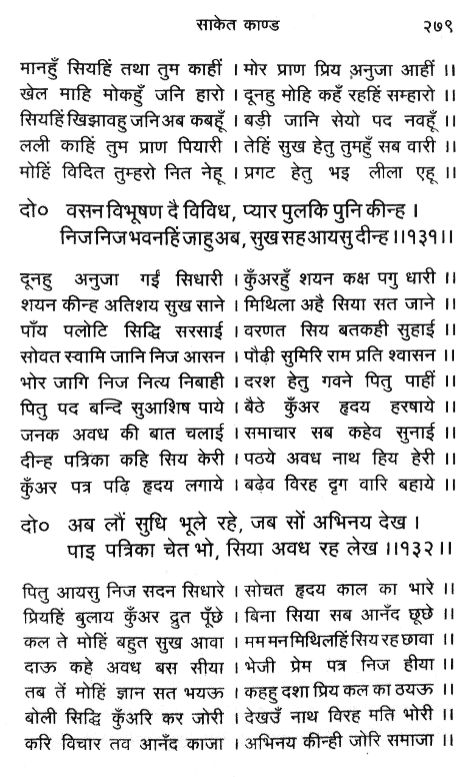 साकेत काण्ड २७९
मानहुँ सियहिं तथा तुम काहीं । मोर प्राण प्रिय अनुजा आहीं ।।
खेल माहि मोकहुँ जनि हारो । दूनहु मोहि कहँ रहहिं सम्हारो ।।
सियहिं खिझावहु जनि अब कबहूँ । बड़ी जानि सेयो पद नवहूँ ।।
लली काहिं तुम प्राण पियारी । तेहिं सुख हेतु तुमहुँ सब वारी ।।
मोहिं विदित तुम्हरो नित नेहू । प्रगट हेतु भइ लीला एहू ।।
दो० वसन विभूषण दै विविध, प्यार पुलकि पुनि कीन्ह ।
निज निज भवनहिं जाहु अब, सुख सह आयसु दीन्ह ।।१३१।।
दूनहु अनुजा गईं सिधारी । कुँअरहुँ शयन कक्ष पगु धारी ।।
शयन कीन्ह अतिशय सुख साने । मिथिला अहै सिया सत जाने ।।
पाँय पलोटि सिद्धि सरसाई । वरणत सिय बतकही सुहाई ।।
सोवत स्वामि जानि निज आसन । पौढ़ी सुमिरि राम प्रति श्वासन ।।
भोर जागि निज नित्य निबाही । दरश हेतु गवने पितु पाहीं ।।
पितु पद बन्दि सुआशिष पाये । बैठे कुँअर हृदय हरषाये ।।
जनक अवध की बात चलाई । समाचार सब कहेव सुनाई ।।
दीन्ह पत्रिका कहि सिय केरी । पठये अवध नाथ हिय हेरी ।।
कुँअर पत्र पढ़ि हृदय लगाये । बढ़ेव विरह दृग वारि बहाये ।।
दो० अब लौं सुधि भूले रहे, जब सों अभिनय देख ।
पाइ पत्रिका चेत भो, सिया अवध रह लेख ।।१३२।।
पितु आयसु निज सदन सिधारे । सोचत हृदय काल का भारे ।।
प्रियहिं बुलाय कुँअर द्रुत पूँछे । बिना सिया सब आनँद छूछे ।।
कल ते मोहिं बहुत सुख आवा । मम मन मिथिलहिं सिय रह छावा ।।
दाऊ कहे अवध बस सीया । भेजी प्रेम पत्र निज हीया ।।
तब तें मोहिं ज्ञान सत भयऊ । कहहु दशा प्रिय कल का ठयऊ ।।
बोली सिद्धि कुँअरि कर जोरी । देखउँ नाथ विरह मति भोरी ।।
करि विचार तव आनँद काजा । अभिनय कीन्ही जोरि समाजा ।।